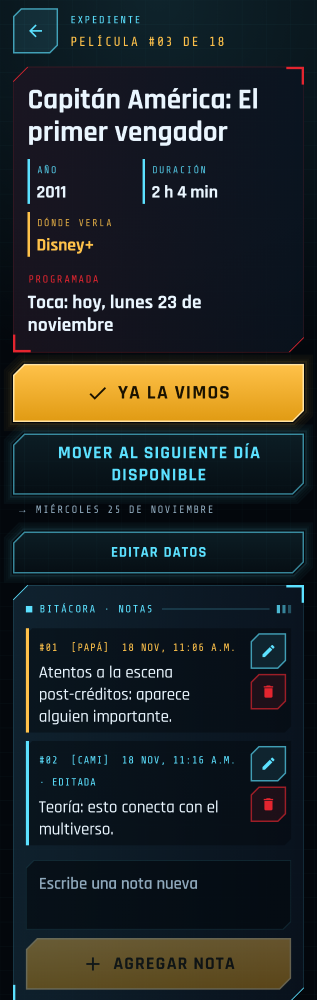 EXPEDIENTE
PELÍCULA #03 DE 18
Capitán América: El
primer vengador
AÑO
2011
DURACIÓN
2 h 4 min
DÓNDE VERLA
Disney+
PROGRAMADA
Toca: hoy, lunes 23 de
noviembre
YA LA VIMOS
MOVER AL SIGUIENTE DÍA
DISPONIBLE
→ MIÉRCOLES 25 DE NOVIEMBRE
EDITAR DATOS
BITÁCORA · NOTAS
#01 [PAPÁ] 18 NOV, 11:06 A.M.
Atentos a la escena
post-créditos: aparece
alguien importante.
#02 [CAMI] 18 NOV, 11:16 A.M.
· EDITADA
Teoría: esto conecta con el
multiverso.
Escribe una nota nueva
+ AGREGAR NOTA